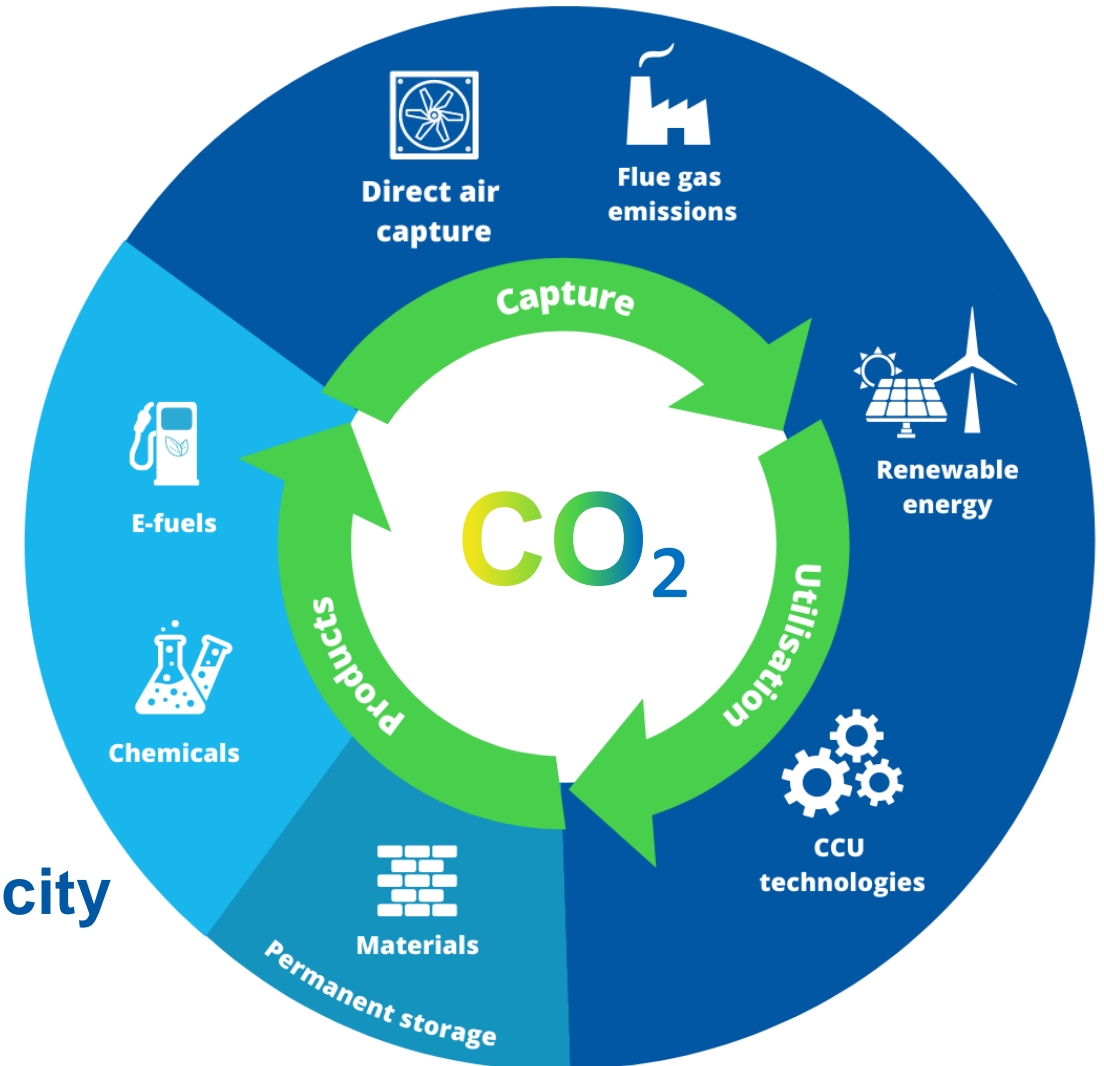 Direct air
capture
Flue gas
emissions
Capture
Renewable
energy
E-fuels
CO₂
Utilisation
Products
Chemicals
CCU
technologies
city
Materials
Permanent storage